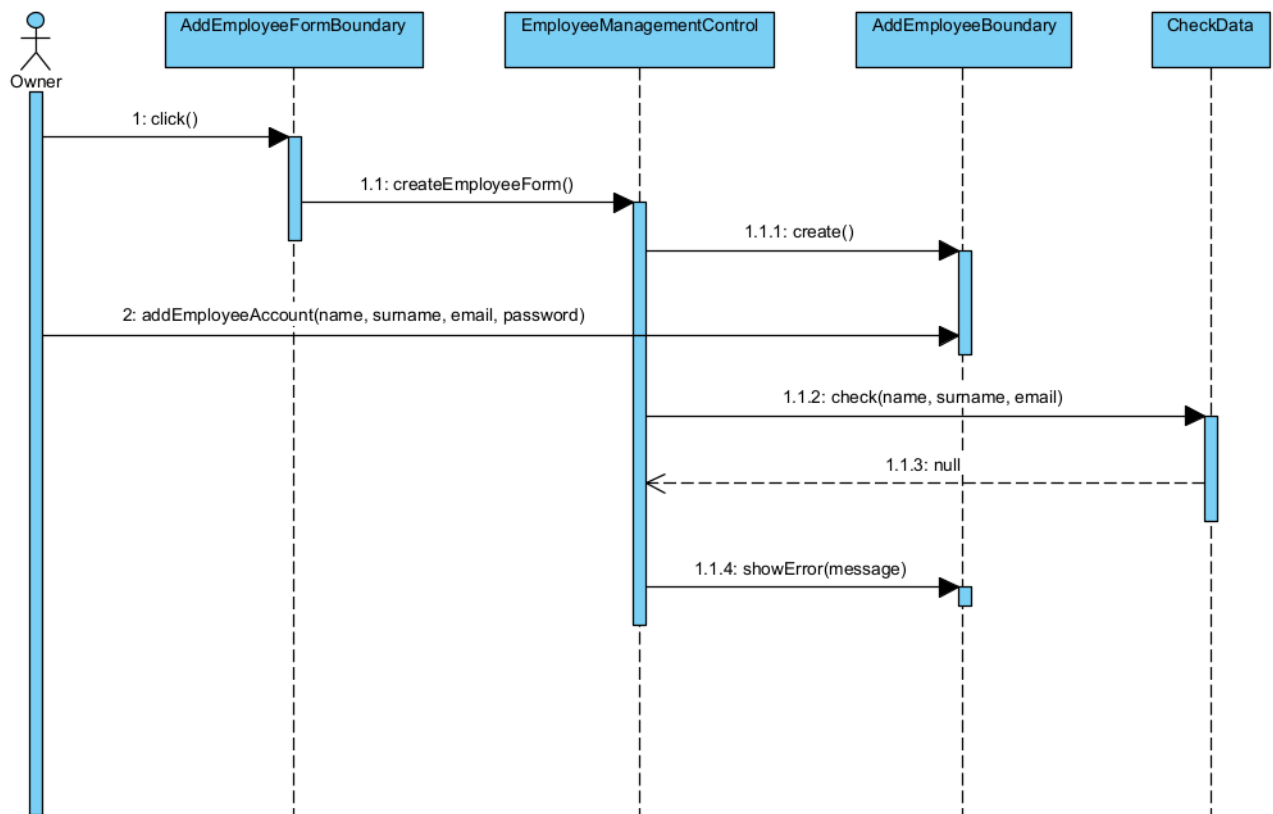 AddEmployeeFormBoundary
EmployeeManagementControl
AddEmployeeBoundary
CheckData
Owner
1: click()
1.1: createEmployeeForm()
1.1.1: create()
2: addEmployeeAccount(name, surname, email, password)
1.1.2: check(name, surname, email)
1.1.3: null
1.1.4: showError(message)